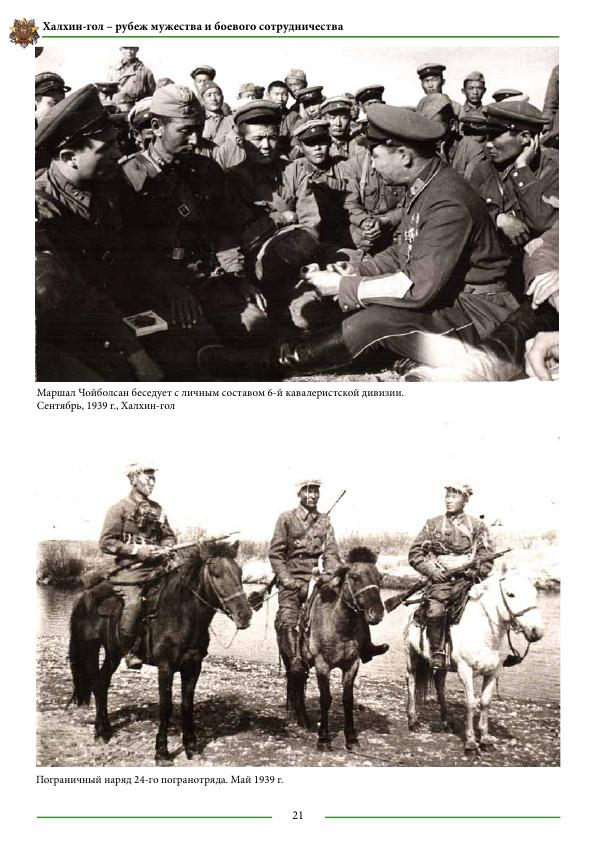 Халхин-гол – рубеж мужества и боевого сотрудничества
Маршал Чойболсан беседует с личным составом 6-й кавалеристской дивизии.
Сентябрь, 1939 г., Халхин-гол
Пограничный наряд 24-го погранотряда. Май 1939 г.
21